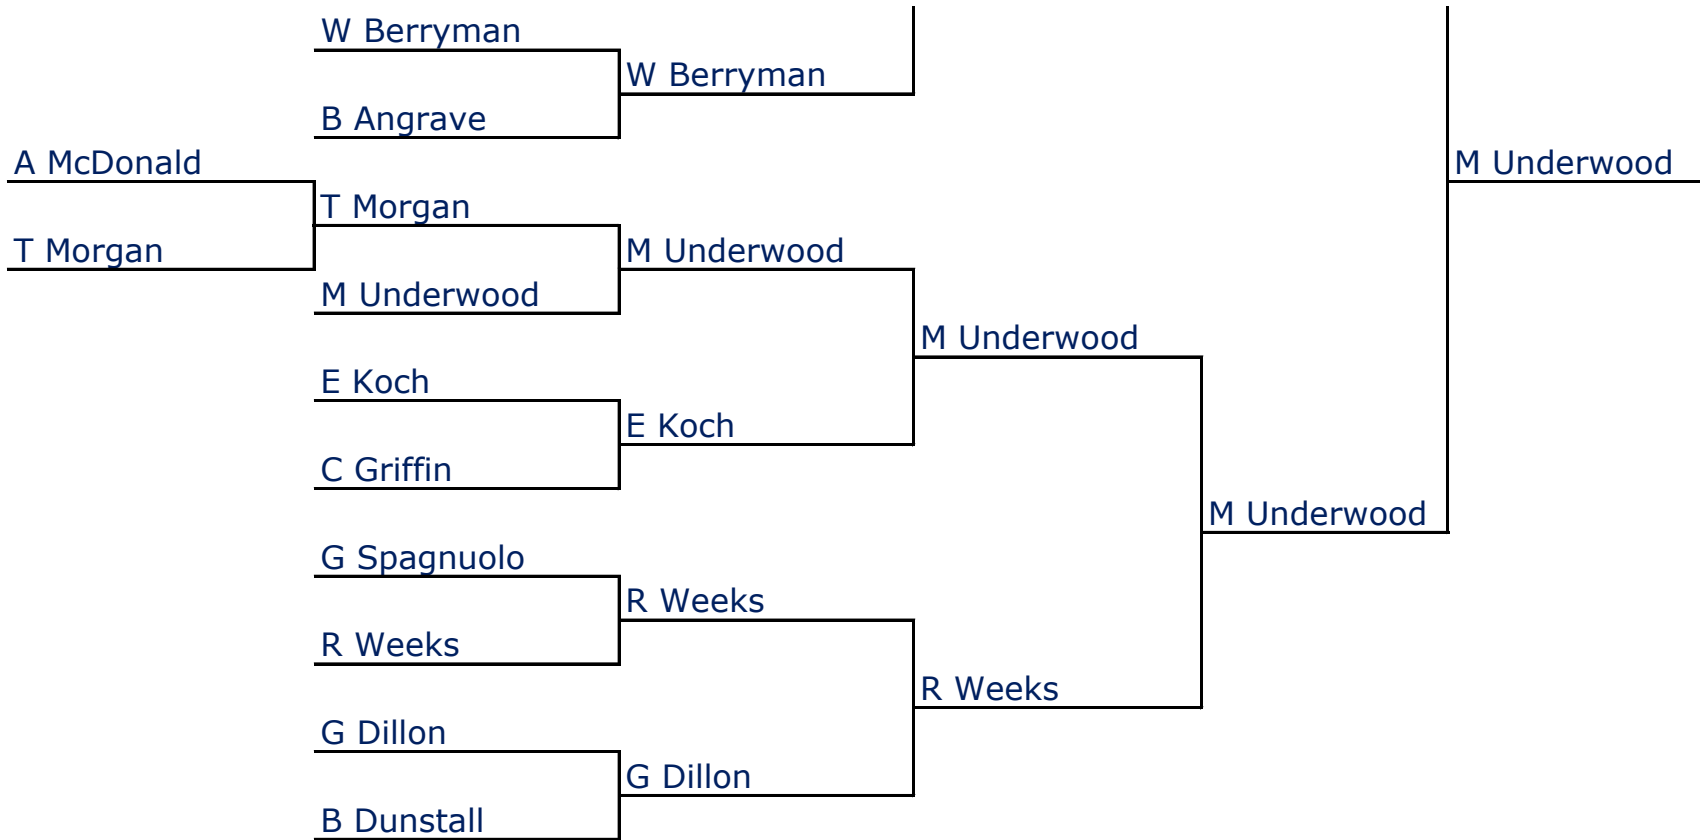 W Berryman
W Berryman
B Angrave
A McDonald
M Underwood
T Morgan
T Morgan
M Underwood
M Underwood
M Underwood
E Koch
E Koch
C Griffin
M Underwood
G Spagnuolo
R Weeks
R Weeks
R Weeks
G Dillon
G Dillon
B Dunstall